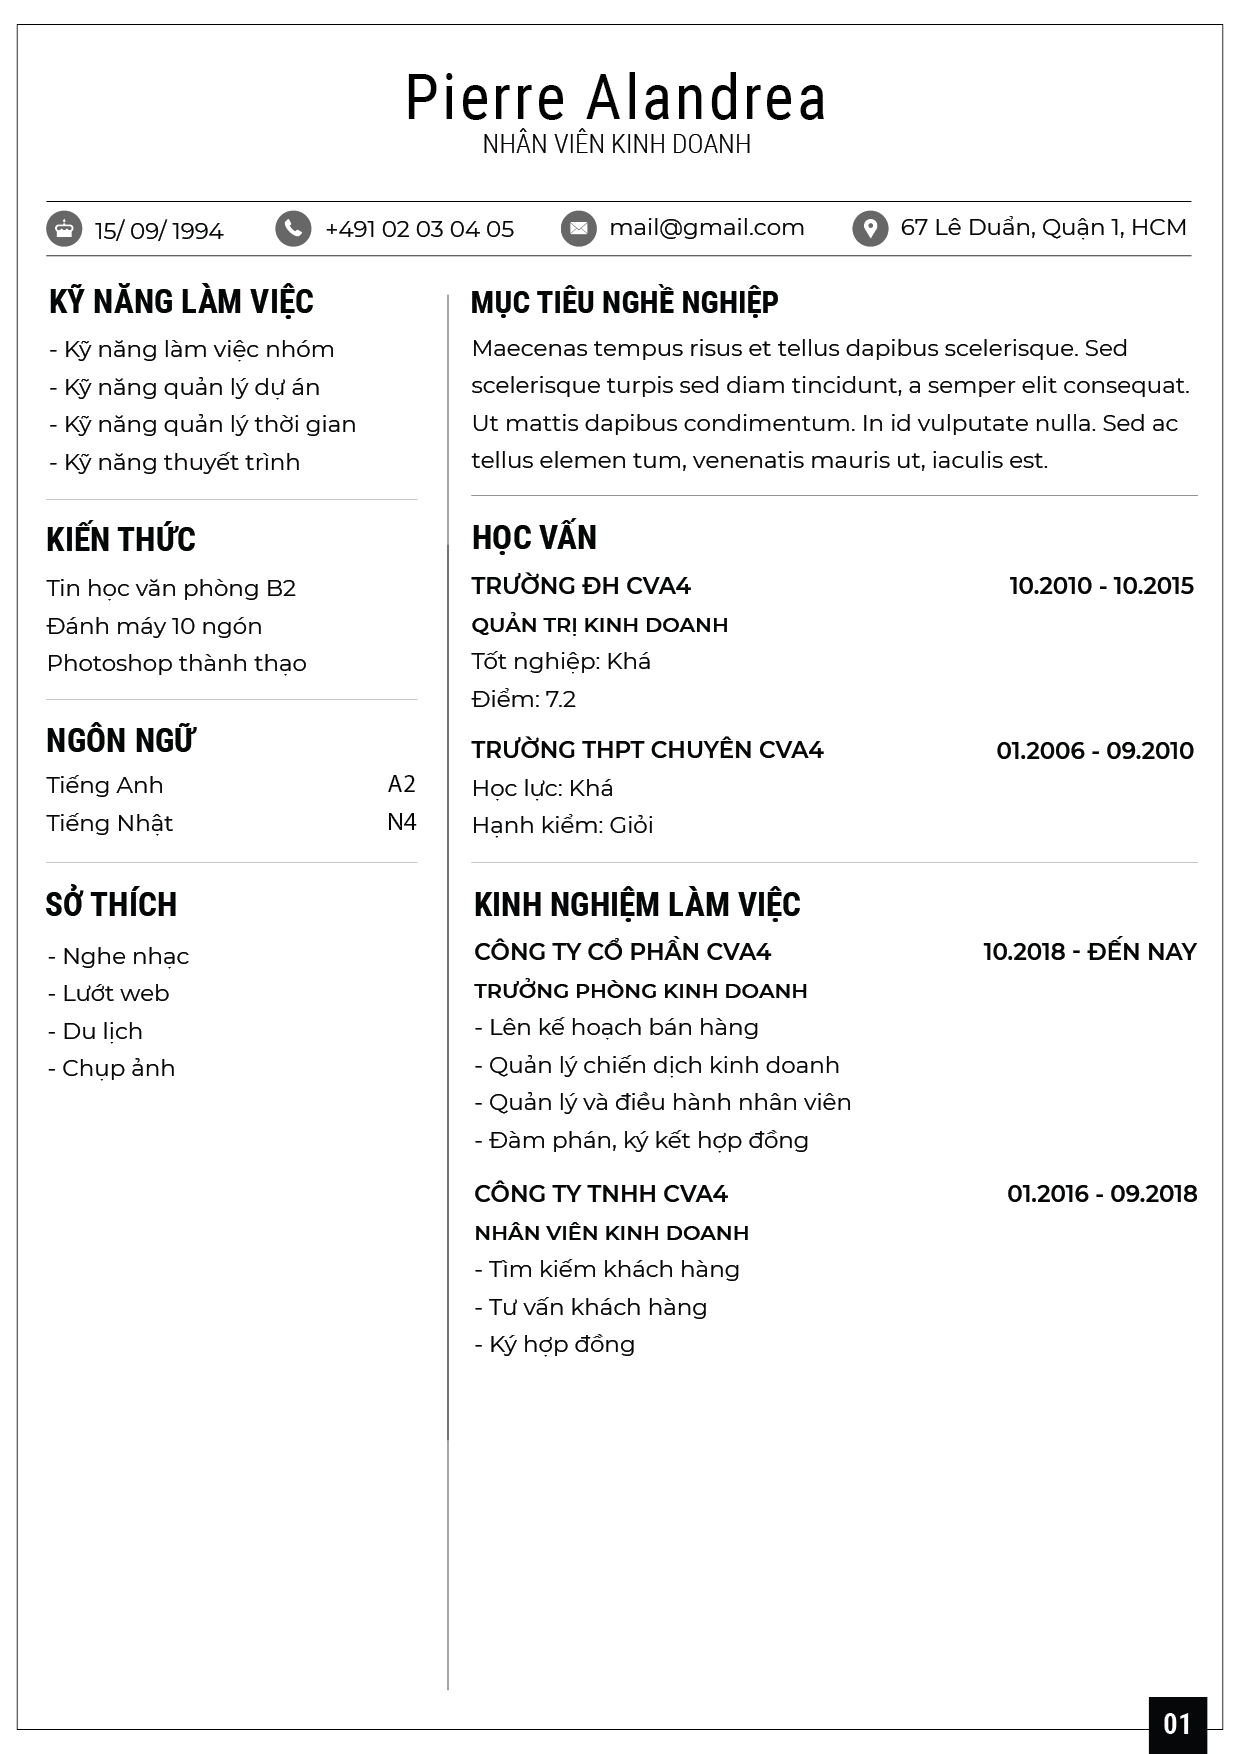 Pierre Alandrea
NHÂN VIÊN KINH DOANH
15/ 09/ 1994
+491 02 03 04 05
mail@gmail.com
67 Lê Duẩn, Quận 1, HCM
KỸ NĂNG LÀM VIỆC
- Kỹ năng làm việc nhóm
- Kỹ năng quản lý dự án
- Kỹ năng quản lý thời gian
- Kỹ năng thuyết trình
KIẾN THỨC
Tin học văn phòng B2
Đánh máy 10 ngón
Photoshop thành thạo
NGÔN NGỮ
Tiếng Anh A2
Tiếng Nhật N4
SỞ THÍCH
- Nghe nhạc
- Lướt web
- Du lịch
- Chụp ảnh
MỤC TIÊU NGHỀ NGHIỆP
Maecenas tempus risus et tellus dapibus scelerisque. Sed
scelerisque turpis sed diam tincidunt, a semper elit consequat.
Ut mattis dapibus condimentum. In id vulputate nulla. Sed ac
tellus elemen tum, venenatis mauris ut, iaculis est.
HỌC VẤN
TRƯỜNG ĐH CVA4 10.2010 - 10.2015
QUẢN TRỊ KINH DOANH
Tốt nghiệp: Khá
Điểm: 7.2
TRƯỜNG THPT CHUYÊN CVA4 01.2006 - 09.2010
Học lực: Khá
Hạnh kiểm: Giỏi
KINH NGHIỆM LÀM VIỆC
CÔNG TY CỔ PHẦN CVA4 10.2018 - ĐẾN NAY
TRƯỞNG PHÒNG KINH DOANH
- Lên kế hoạch bán hàng
- Quản lý chiến dịch kinh doanh
- Quản lý và điều hành nhân viên
- Đàm phán, ký kết hợp đồng
CÔNG TY TNHH CVA4 01.2016 - 09.2018
NHÂN VIÊN KINH DOANH
- Tìm kiếm khách hàng
- Tư vấn khách hàng
- Ký hợp đồng
01